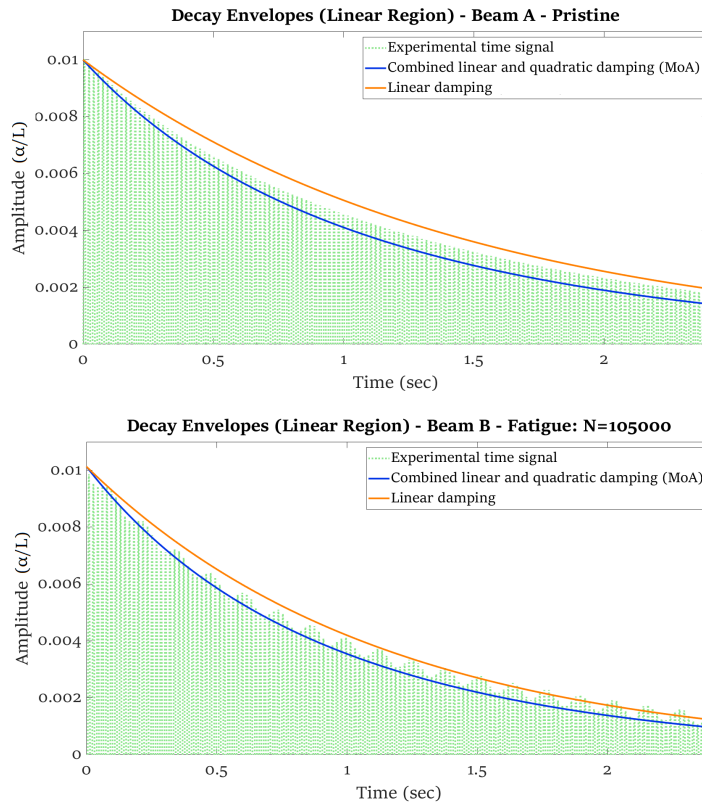 Decay Envelopes (Linear Region) - Beam A - Pristine
Experimental time signal
Combined linear and quadratic damping (MoA)
Linear damping
Amplitude (α/L)
0.01
0.008
0.006
0.004
0.002
0
0 0.5 1 1.5 2
Time (sec)
Decay Envelopes (Linear Region) - Beam B - Fatigue: N=105000
Experimental time signal
Combined linear and quadratic damping (MoA)
Linear damping
Amplitude (α/L)
0.01
0.008
0.006
0.004
0.002
0
0 0.5 1 1.5 2
Time (sec)